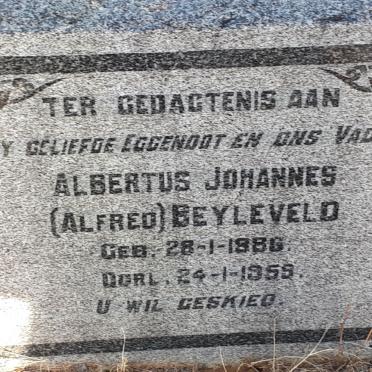 TER GEDAGTENIS AAN
Y GELIEFDE EGGENOOT EN ONS VAD
ALBERTUS JOHANNES
(ALFRED) BEYLEVELD
GEB. 28-1-1886.
OORL. 24-1-1959.
U WIL GESKIED.